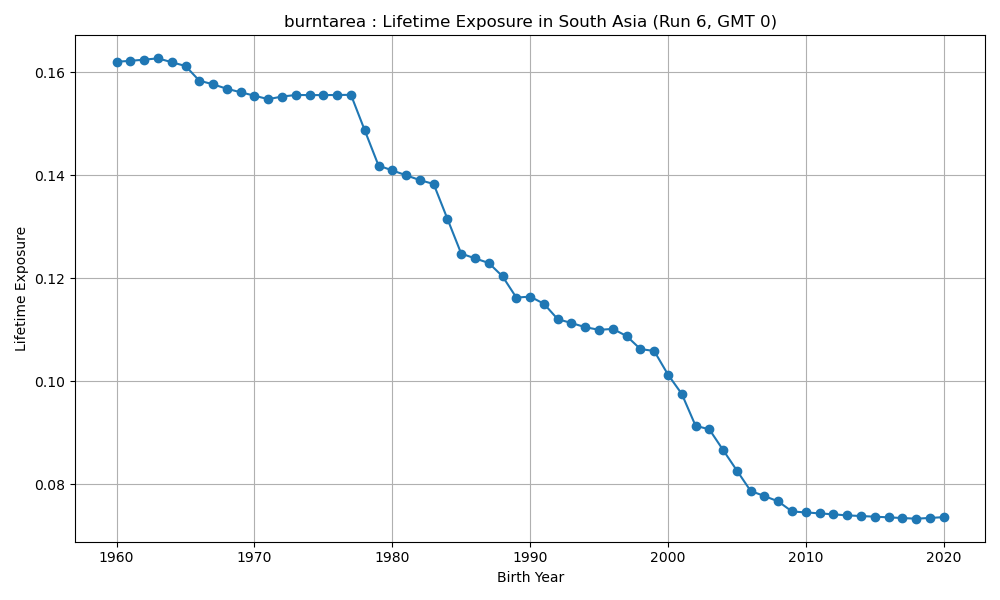 burntarea : Lifetime Exposure in South Asia (Run 6, GMT 0)
Lifetime Exposure
0.16
0.14
0.12
0.10
0.08
1960 1970 1980 1990 2000 2010 2020
Birth Year